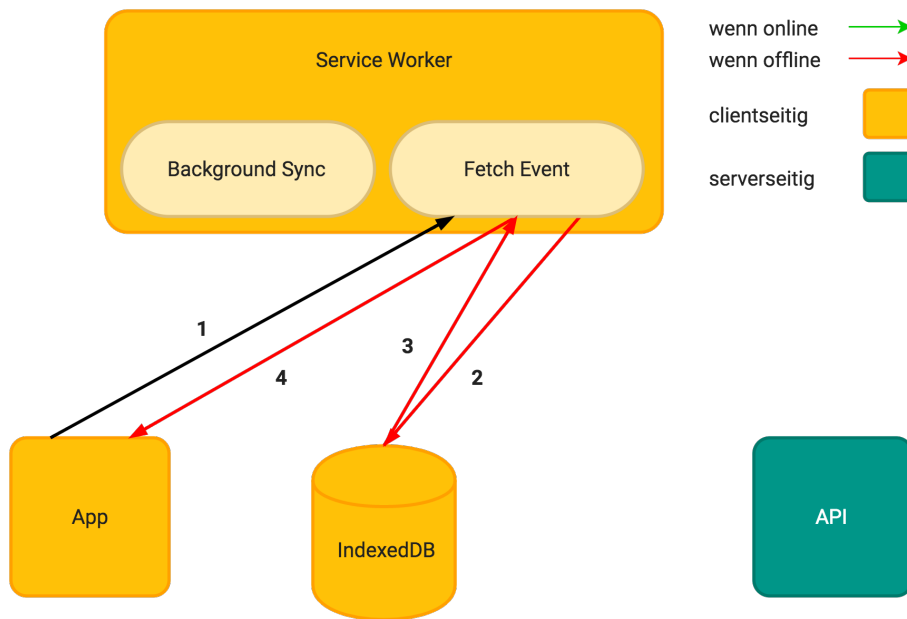 Service Worker
Background Sync
Fetch Event
wenn online
wenn offline
clientseitig
serverseitig
1
3
4
2
App
IndexedDB
API